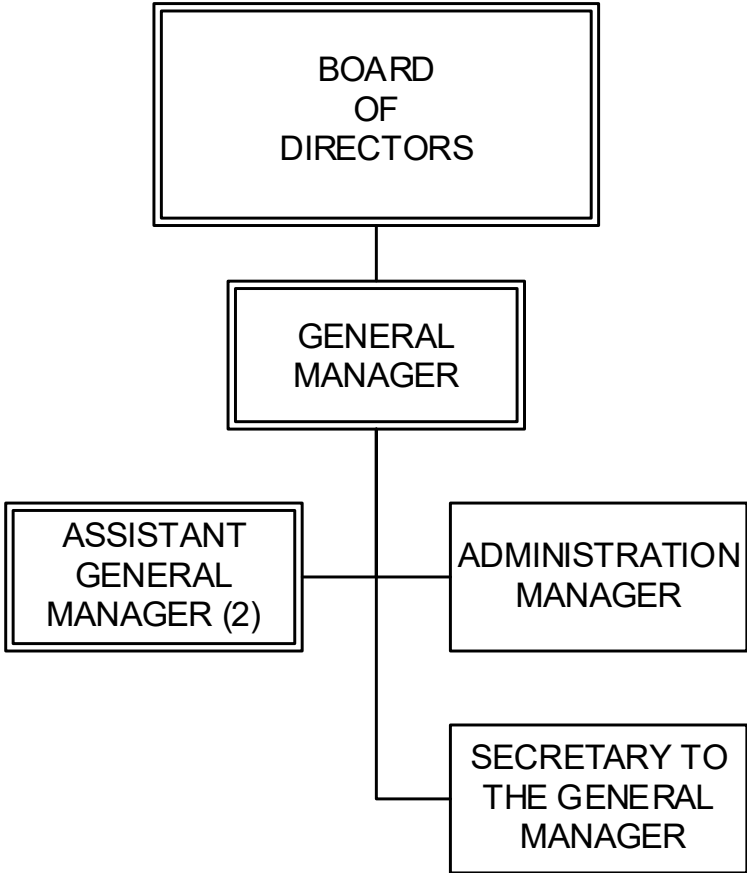 BOARD
OF
DIRECTORS
GENERAL
MANAGER
ASSISTANT
GENERAL
MANAGER (2)
ADMINISTRATION
MANAGER
SECRETARY TO
THE GENERAL
MANAGER